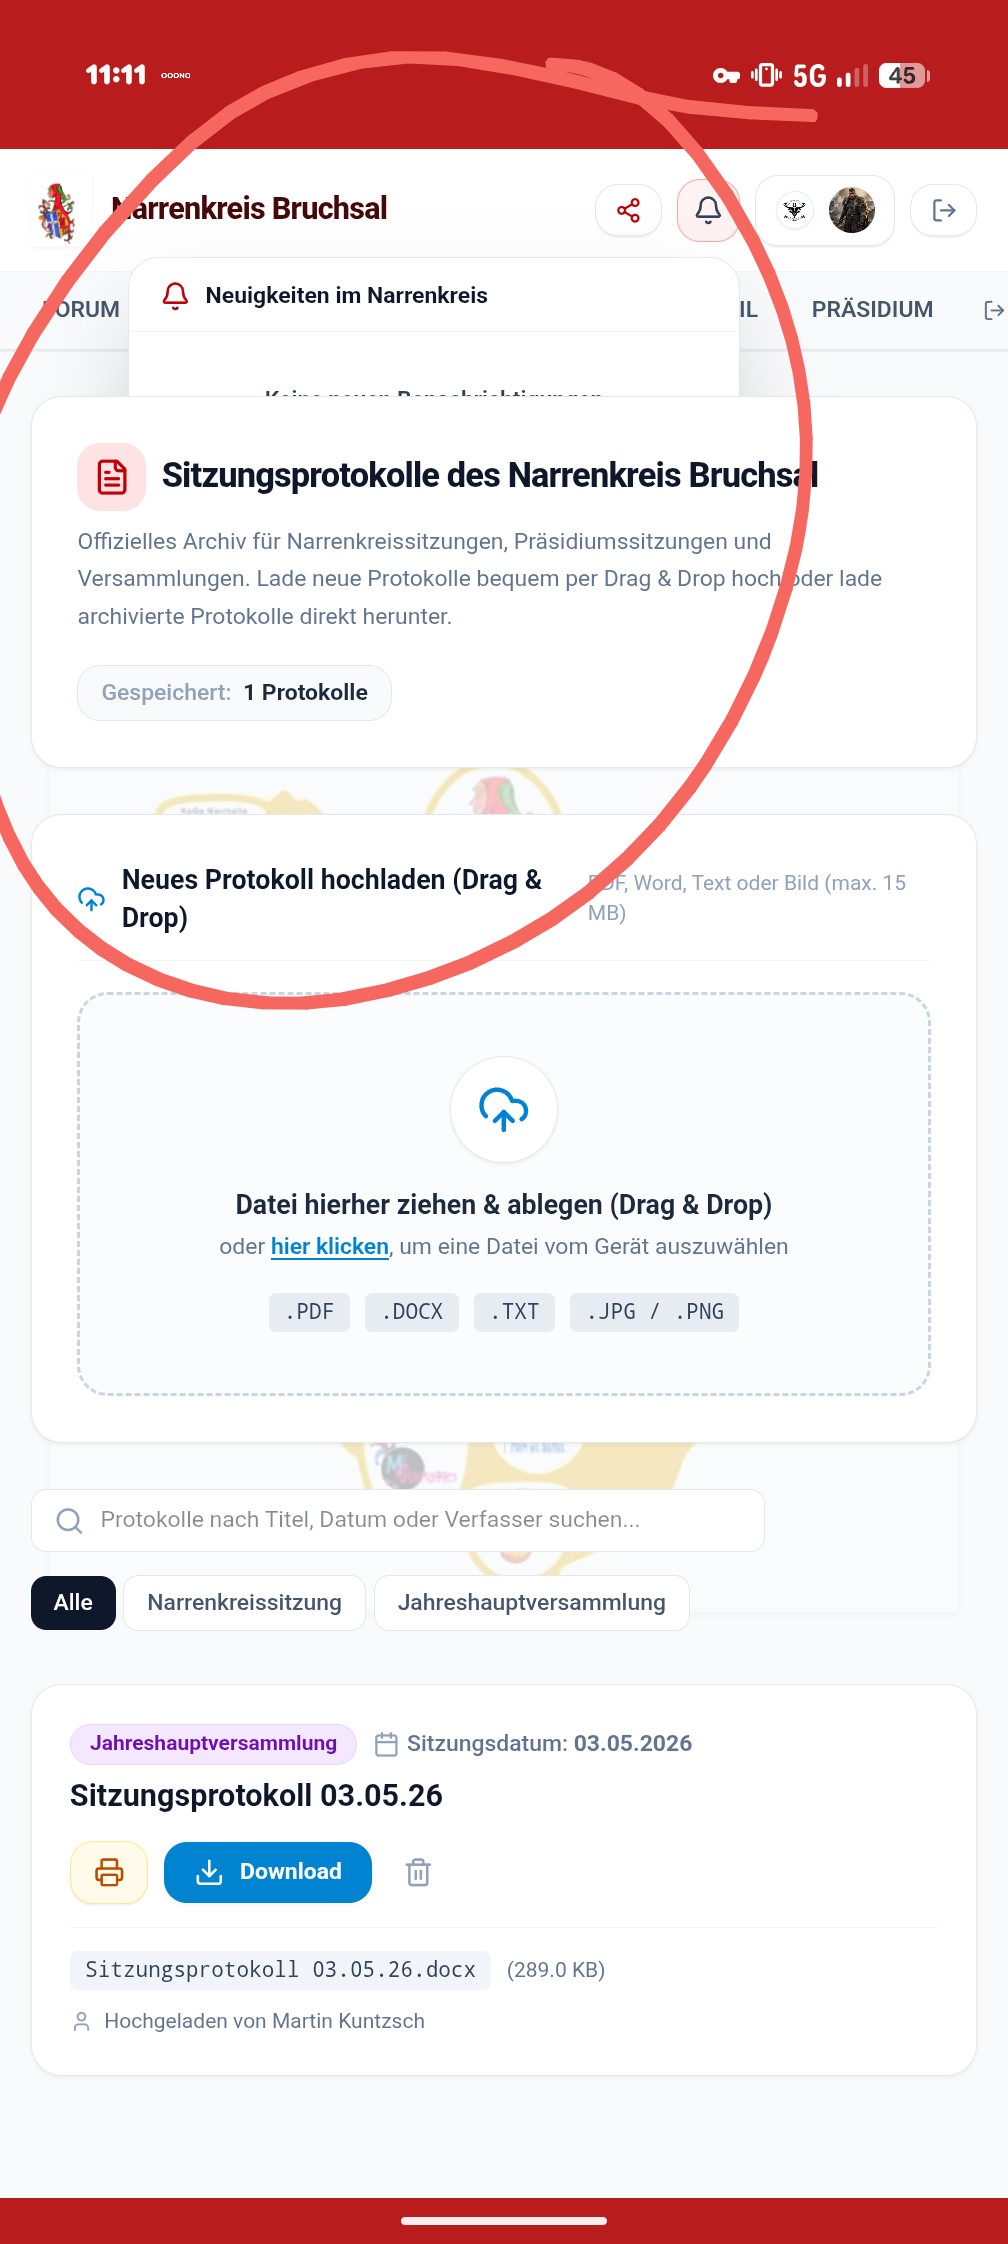 11:11
5G
45
Narrenkreis Bruchsal
Neuigkeiten im Narrenkreis
FORUM
IL
PRÄSIDIUM
Keine neuen Benachrichtigungen
Sitzungsprotokolle des Narrenkreis Bruchsal
Offizielles Archiv für Narrenkreissitzungen, Präsidiumssitzungen und
Versammlungen. Lade neue Protokolle bequem per Drag & Drop hoch oder lade
archivierte Protokolle direkt herunter.
Gespeichert: 1 Protokolle
Neues Protokoll hochladen (Drag &
Drop)
PDF, Word, Text oder Bild (max. 15
MB)
Datei hierher ziehen & ablegen (Drag & Drop)
oder hier klicken, um eine Datei vom Gerät auszuwählen
.PDF .DOCX .TXT .JPG / .PNG
Protokolle nach Titel, Datum oder Verfasser suchen...
Alle Narrenkreissitzung Jahreshauptversammlung
Jahreshauptversammlung Sitzungsdatum: 03.05.2026
Sitzungsprotokoll 03.05.26
Download
Sitzungsprotokoll 03.05.26.docx (289.0 KB)
Hochgeladen von Martin Kuntzsch